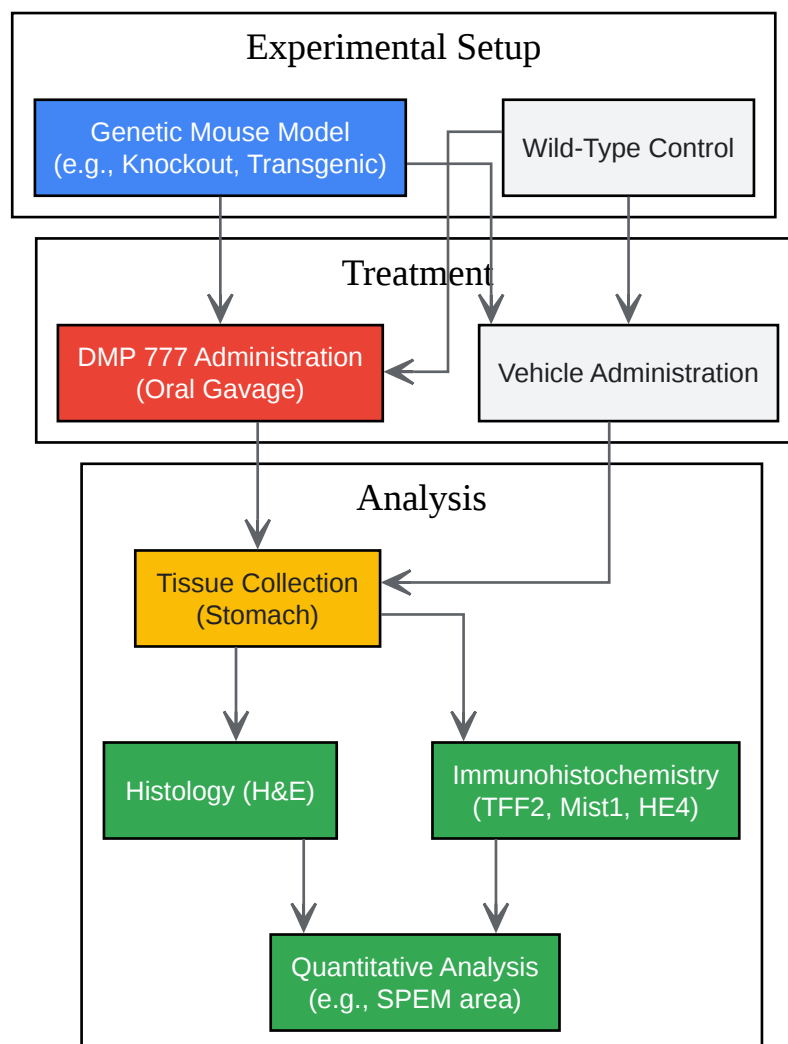 Experimental Setup
Genetic Mouse Model
(e.g., Knockout, Transgenic)
Wild-Type Control
Treatment
DMP 777 Administration
(Oral Gavage)
Vehicle Administration
Analysis
Tissue Collection
(Stomach)
Histology (H&E)
Immunohistochemistry
(TFF2, Mist1, HE4)
Quantitative Analysis
(e.g., SPEM area)